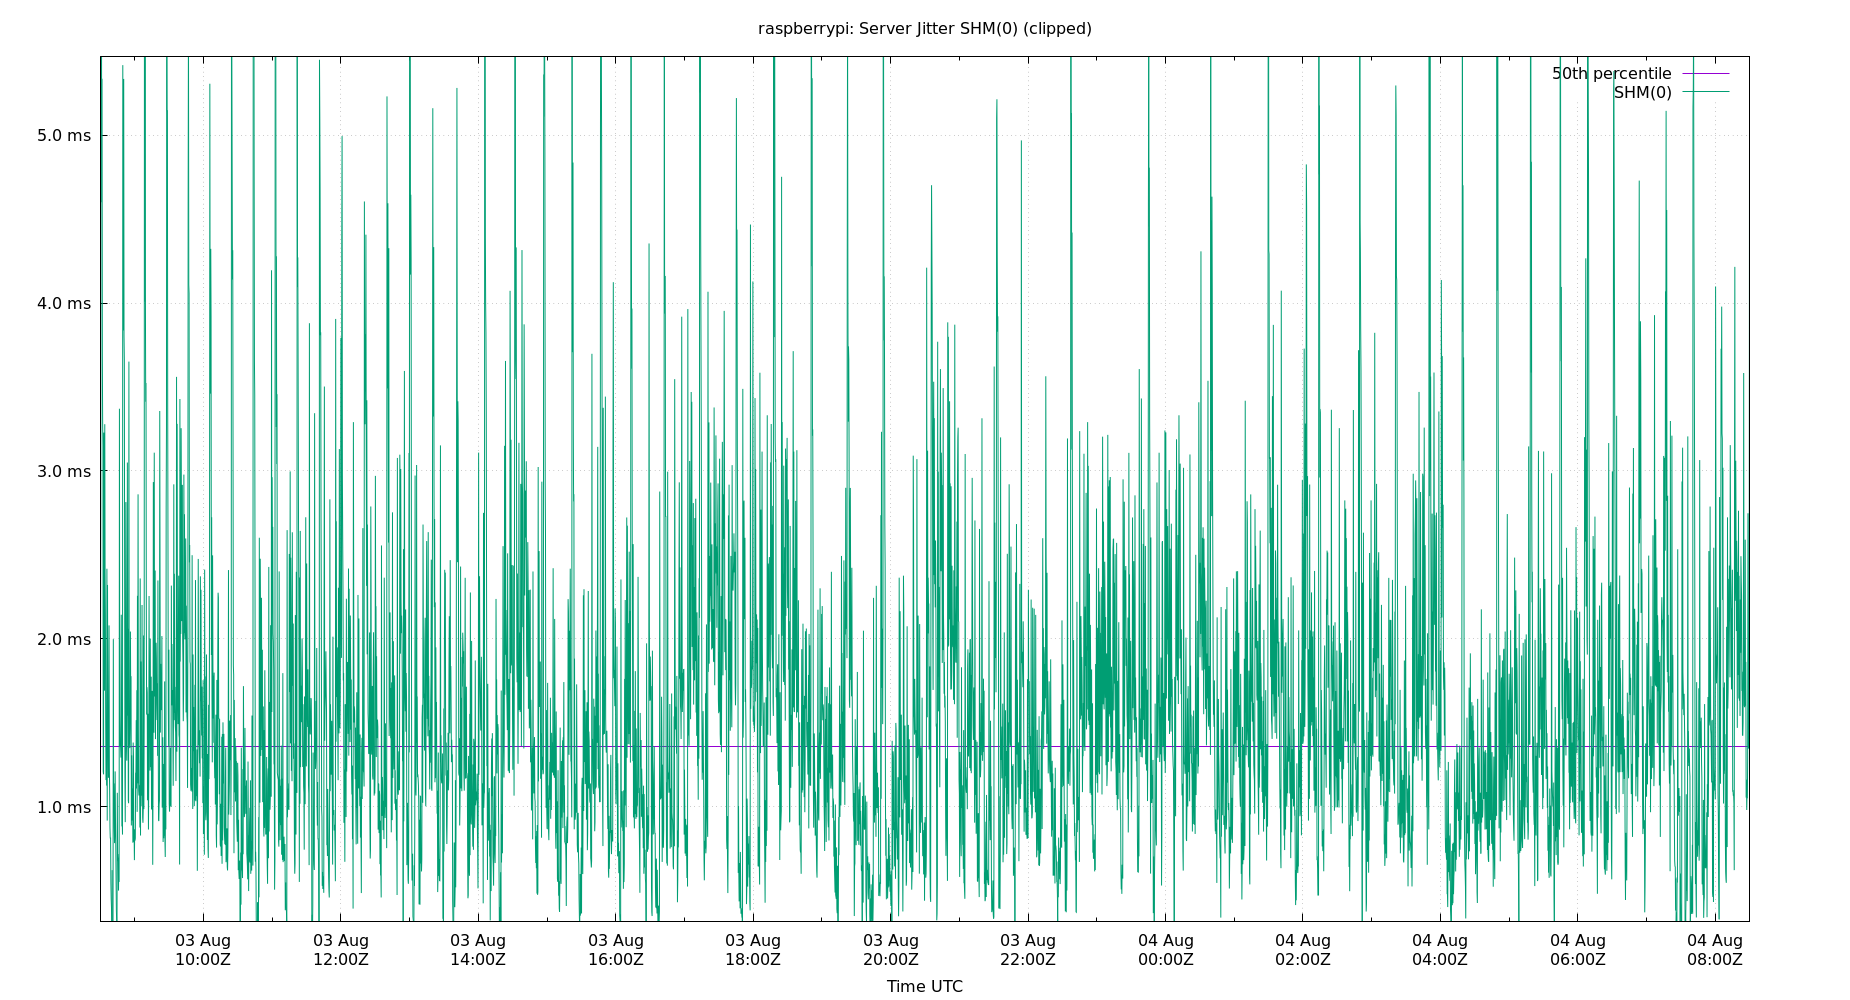 raspberrypi: Server Jitter SHM(0) (clipped)
50th percentile
SHM(0)
5.0 ms
4.0 ms
3.0 ms
2.0 ms
1.0 ms
03 Aug 03 Aug 03 Aug 03 Aug 03 Aug 03 Aug 03 Aug 04 Aug 04 Aug 04 Aug 04 Aug 04 Aug
10:00Z 12:00Z 14:00Z 16:00Z 18:00Z 20:00Z 22:00Z 00:00Z 02:00Z 04:00Z 06:00Z 08:00Z
Time UTC